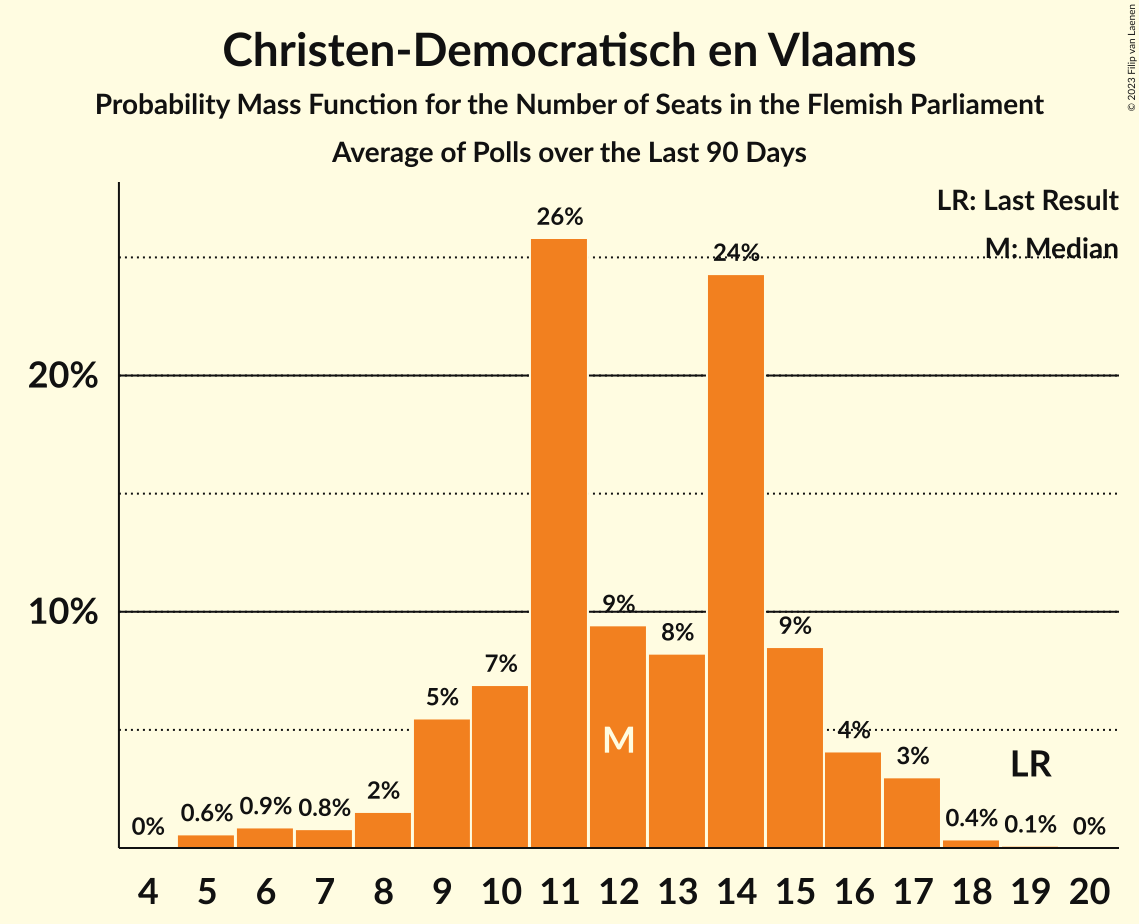 Christen-Democratisch en Vlaams
Probability Mass Function for the Number of Seats in the Flemish Parliament
Average of Polls over the Last 90 Days
© 2023 Filip van Laenen
LR: Last Result
M: Median
26%
24%
20%
10%
9%
8%
9%
7%
5%
4%
3%
M
LR
2%
0%
0.6%
0.9%
0.8%
0.4%
0.1%
0%
4 5 6 7 8 9 10 11 12 13 14 15 16 17 18 19 20